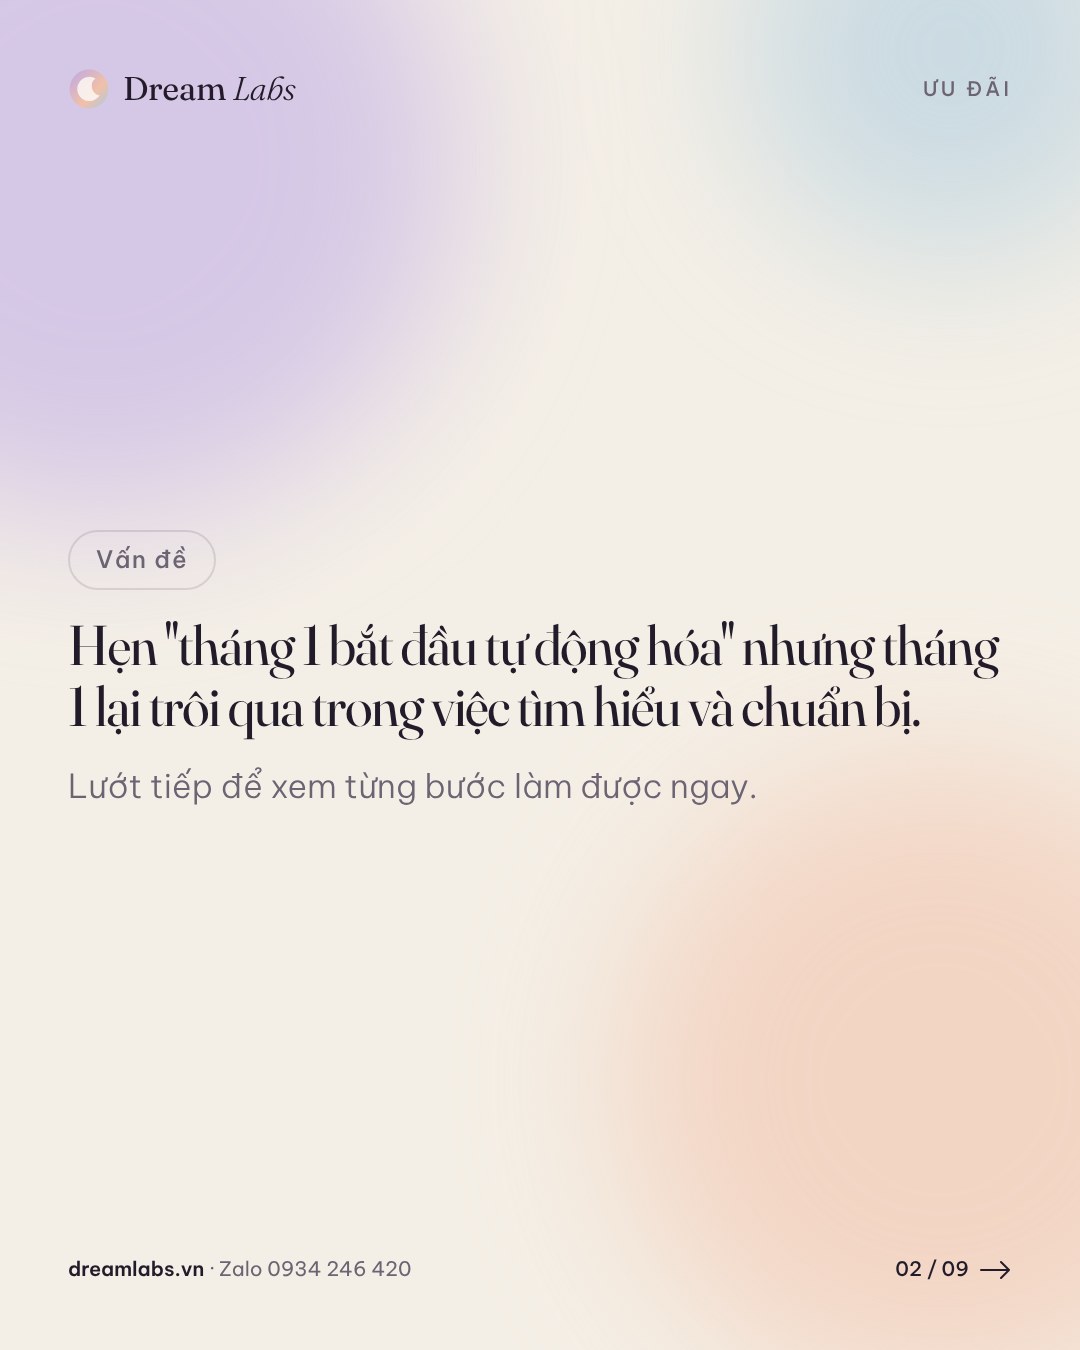 Dream Labs
ƯU ĐÃI
Vấn đề
Hẹn "tháng 1 bắt đầu tự động hóa" nhưng tháng
1 lại trôi qua trong việc tìm hiểu và chuẩn bị.
Lướt tiếp để xem từng bước làm được ngay.
dreamlabs.vn · Zalo 0934 246 420
02 / 09 →